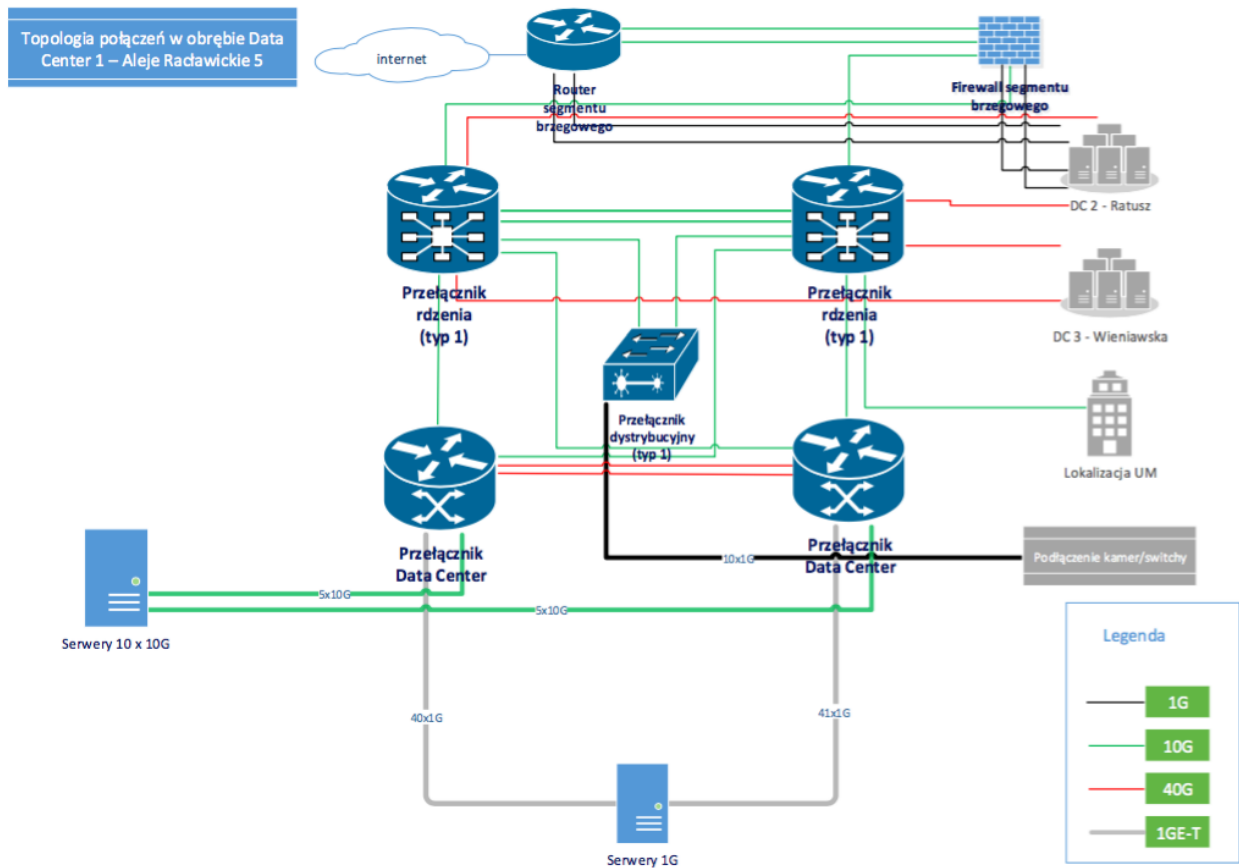 Topologia połączeń w obrębie Data
Center 1 – Aleje Racławickie 5
internet
Router
segmentu
brzegowego
Firewall segmentu
brzegowego
DC 2 - Ratusz
Przełącznik
rdzenia
(typ 1)
Przełącznik
rdzenia
(typ 1)
DC 3 - Wieniawska
Przełącznik
dystrybucyjny
(typ 1)
Lokalizacja UM
Przełącznik
Data Center
Przełącznik
Data Center
10x1G
Podłączenie kamer/switchy
5x10G
5x10G
Serwery 10 x 10G
40x1G
41x1G
Serwery 1G
Legenda
1G
10G
40G
1GE-T